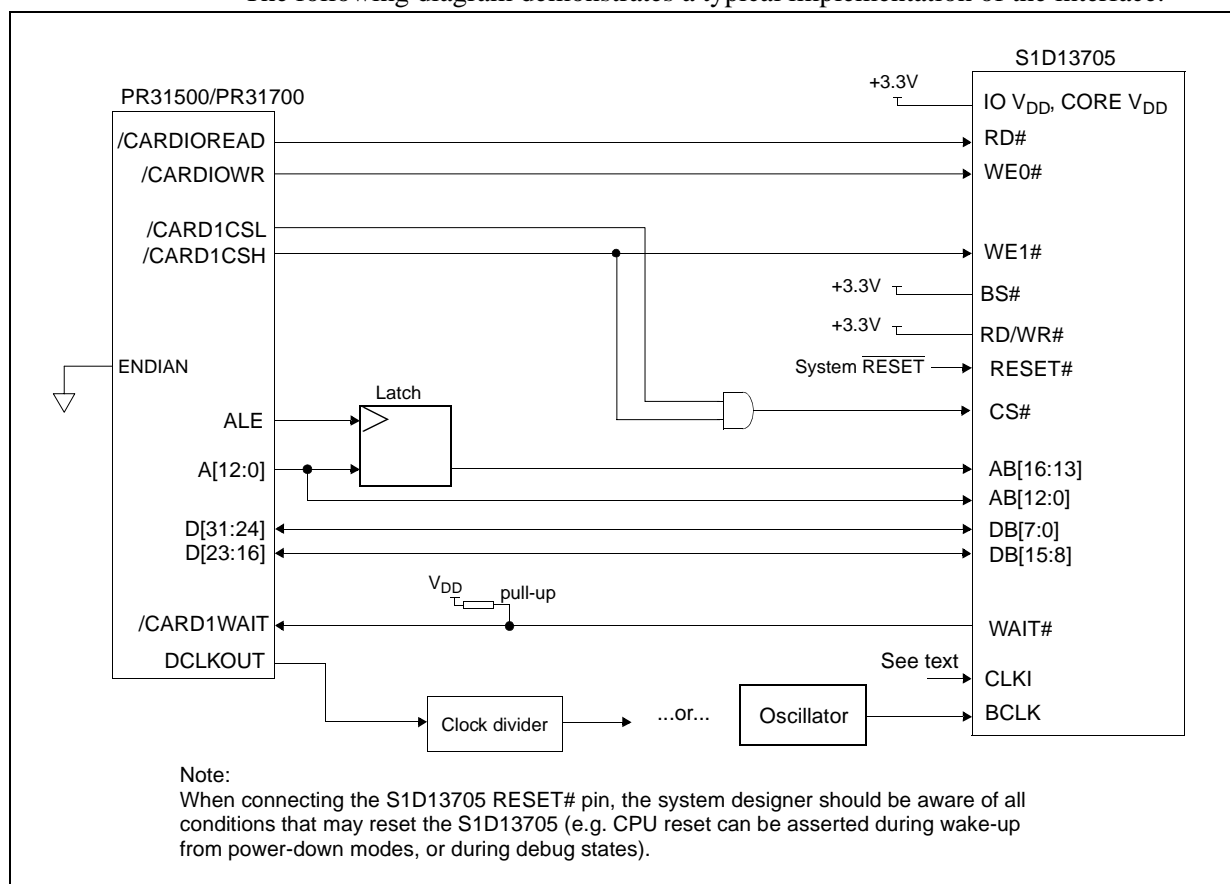 The following diagram demonstrates a typical implementation of the interface.
S1D13705
PR31500/PR31700
+3.3V
IO VDD, CORE VDD
/CARDIOREAD
RD#
/CARDIOWR
WE0#
/CARD1CSL
/CARD1CSH
WE1#
+3.3V
BS#
+3.3V
RD/WR#
ENDIAN
System RESET
RESET#
Latch
ALE
CS#
A[12:0]
AB[16:13]
AB[12:0]
D[31:24]
DB[7:0]
D[23:16]
DB[15:8]
VDD
pull-up
/CARD1WAIT
WAIT#
DCLKOUT
See text
CLKI
Clock divider
...or...
Oscillator
BCLK
Note:
When connecting the S1D13705 RESET# pin, the system designer should be aware of all
conditions that may reset the S1D13705 (e.g. CPU reset can be asserted during wake-up
from power-down modes, or during debug states).